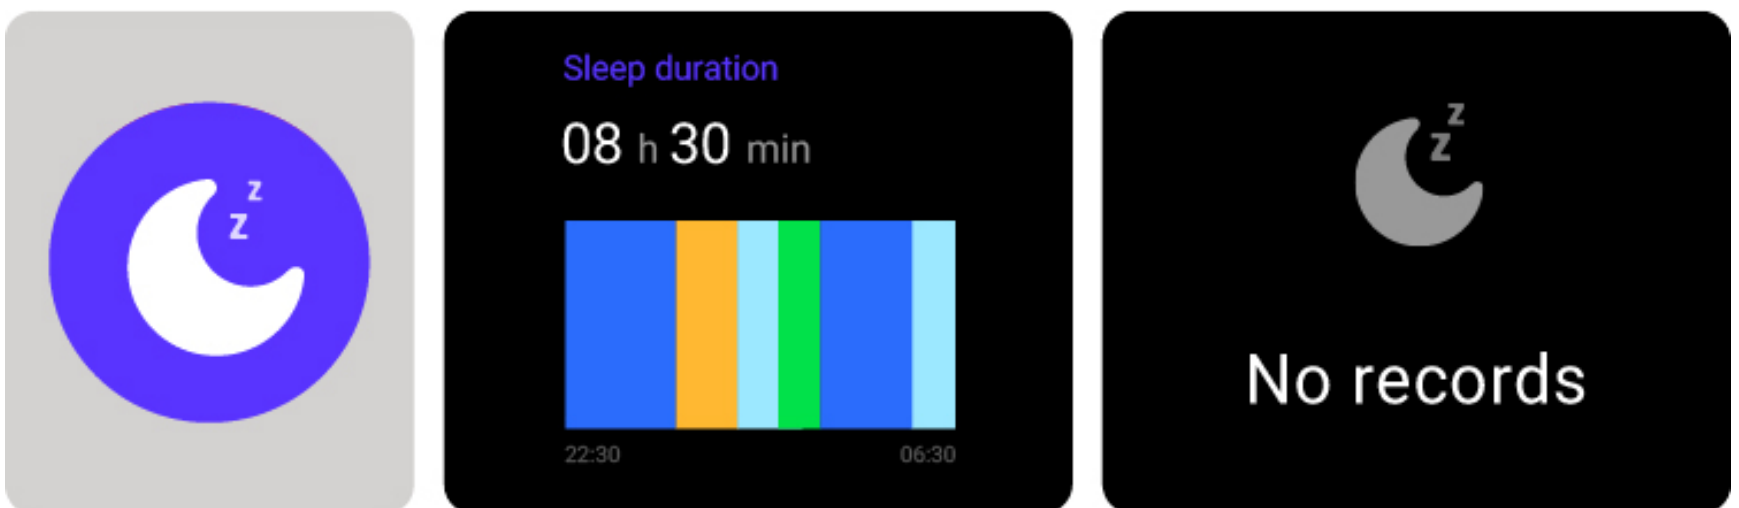 z
z
Sleep duration
08 h 30 min
22:30 06:30
z
z
No records